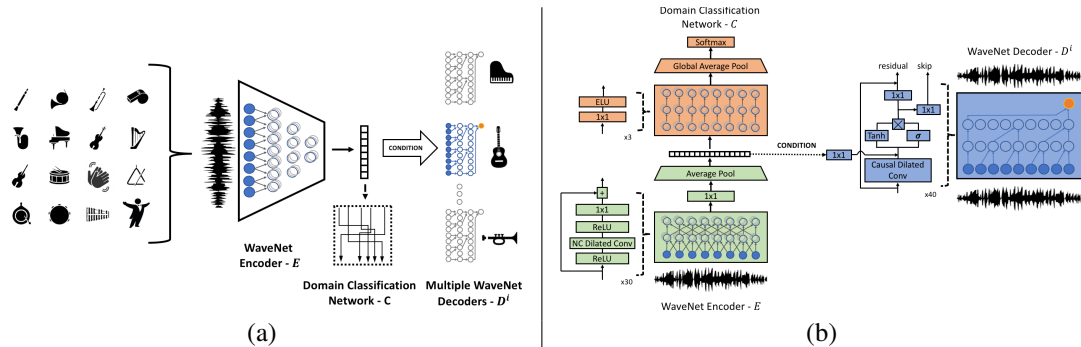 CONDITION
WaveNet
Encoder - E
Domain Classification
Network - C
Multiple WaveNet
Decoders - Dⁱ
(a)
Domain Classification
Network - C
Softmax
Global Average Pool
ELU
1x1
x3
CONDITION
Average Pool
1x1
+
1x1
ReLU
NC Dilated Conv
ReLU
x30
WaveNet Encoder - E
WaveNet Decoder - Dⁱ
residual
skip
1x1
1x1
Tanh
σ
1x1
Causal Dilated
Conv
x40
(b)